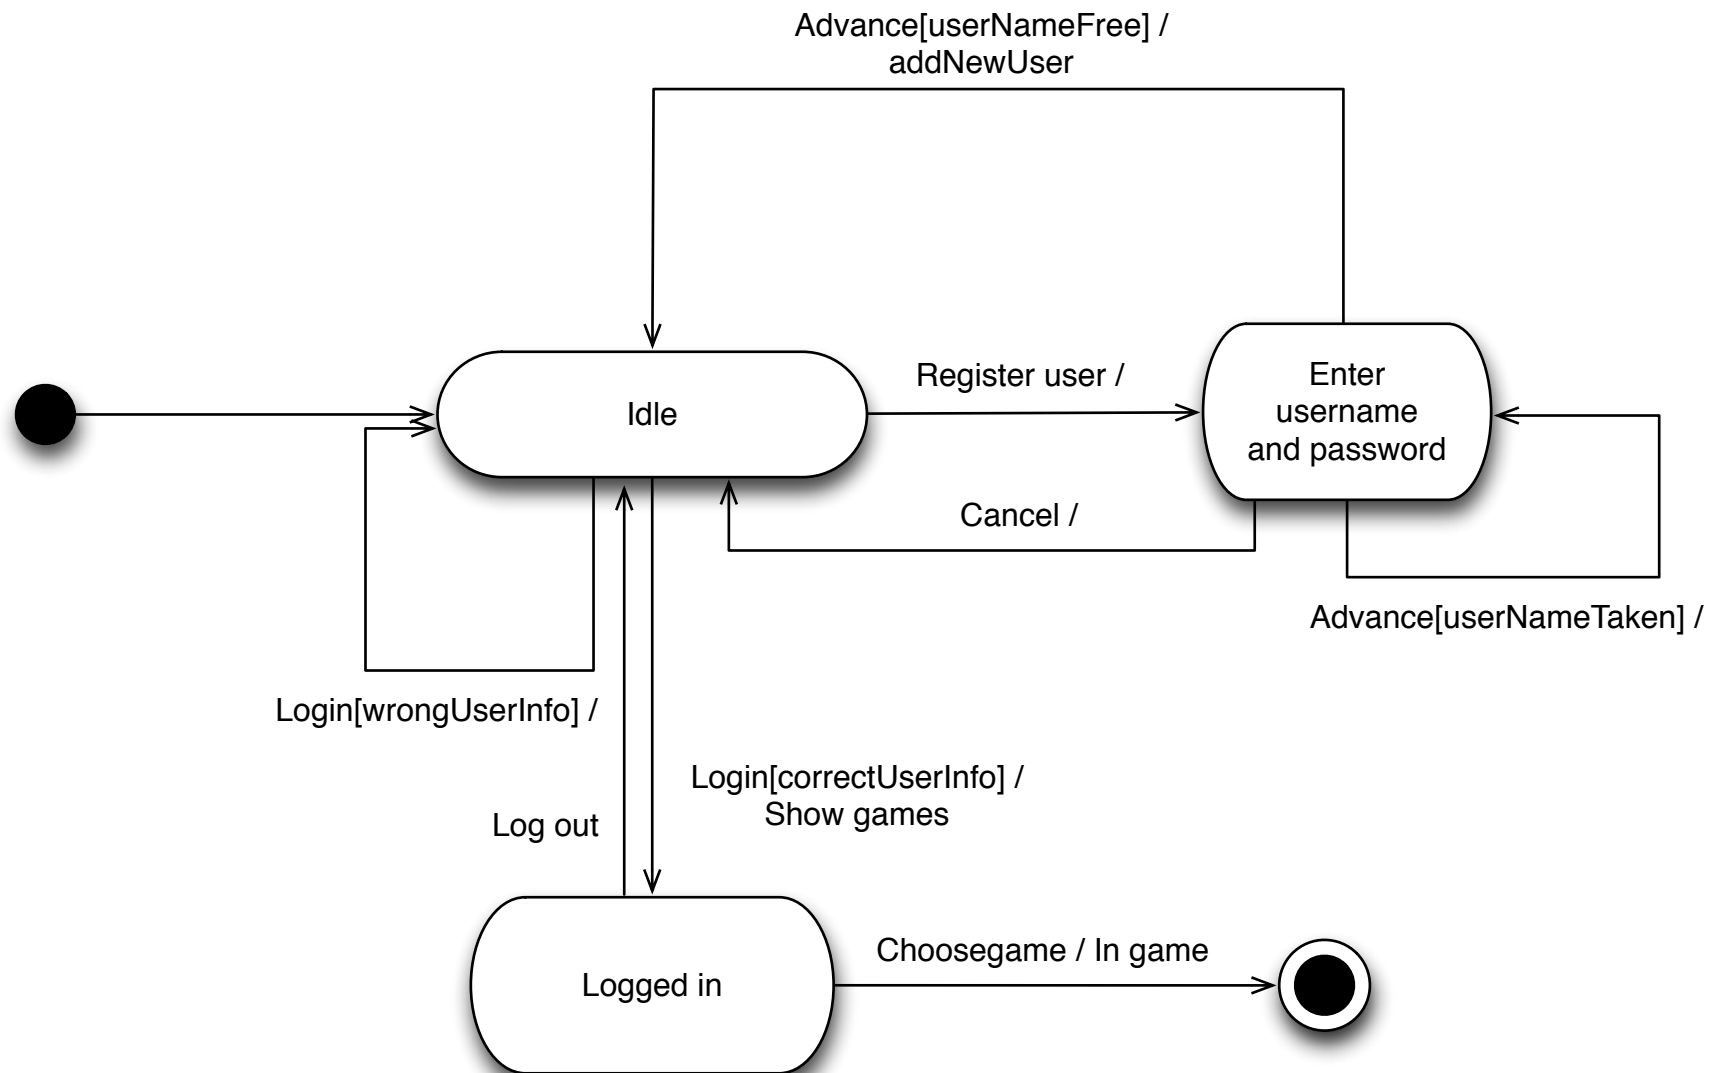 Advance[userNameFree] /
addNewUser
Idle
Register user /
Enter
username
and password
Cancel /
Advance[userNameTaken] /
Login[wrongUserInfo] /
Login[correctUserInfo] /
Show games
Log out
Logged in
Choosegame / In game